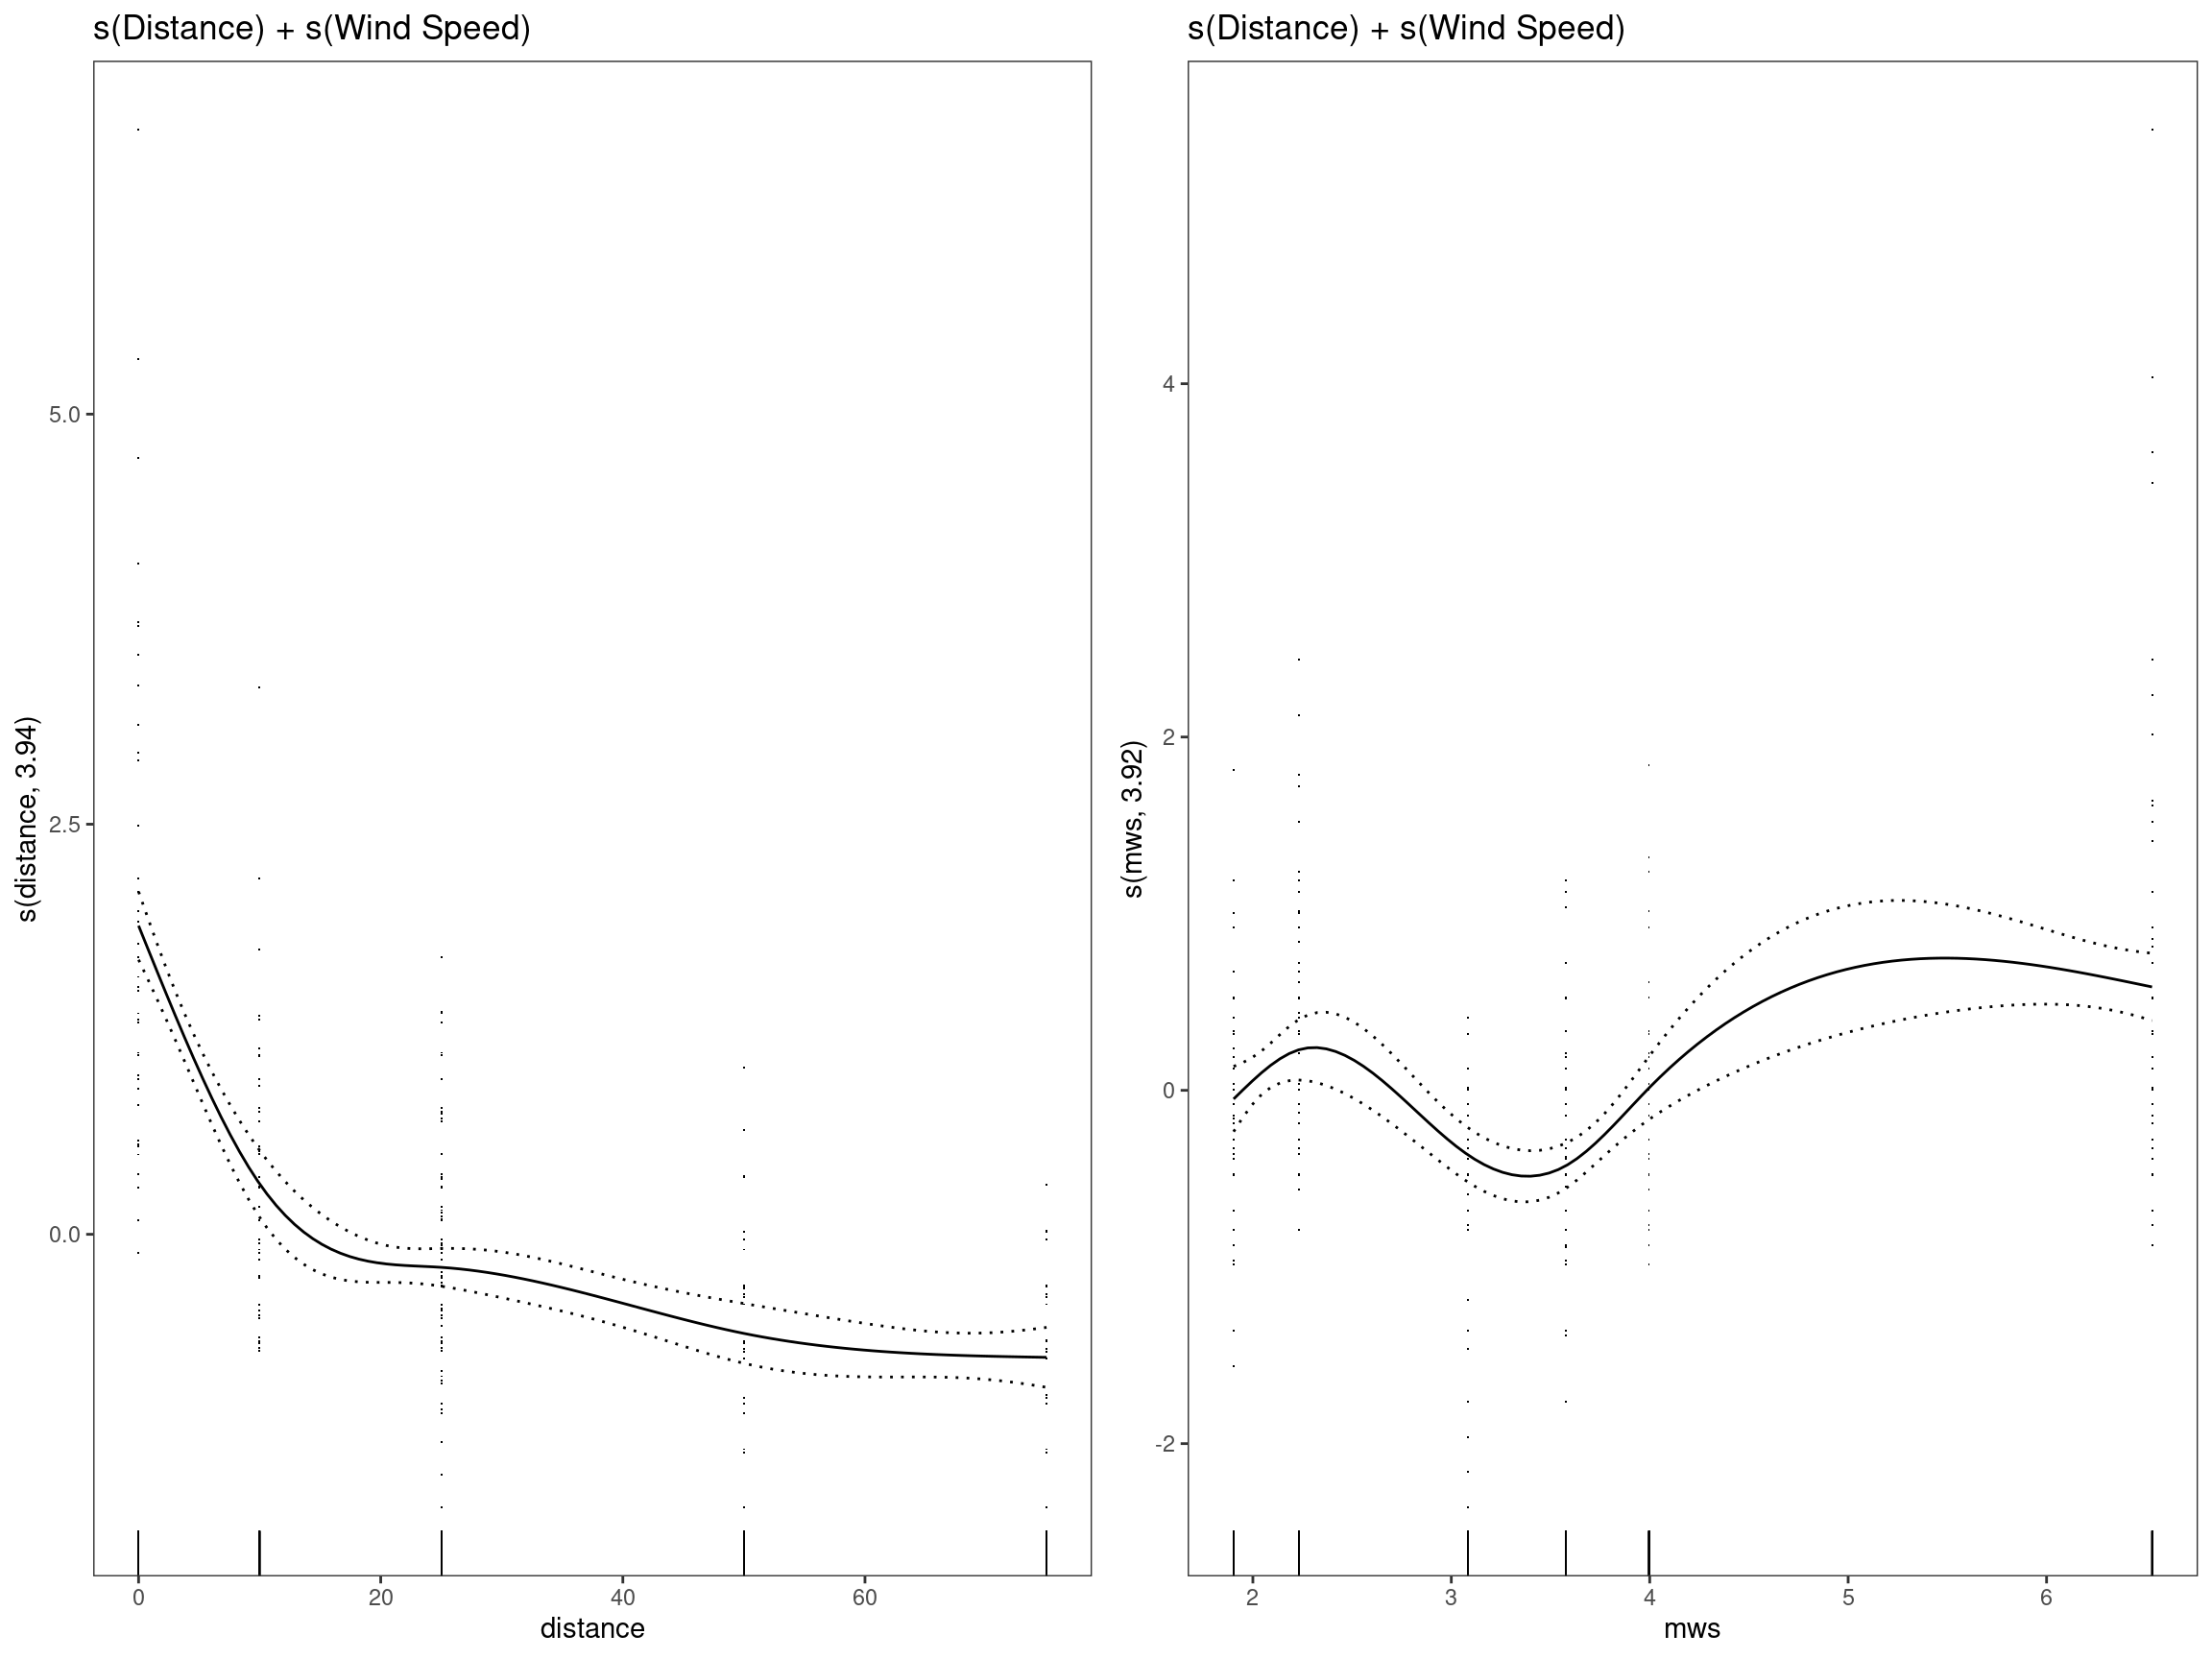 s(Distance) + s(Wind Speed)
s(distance, 3.94)
5.0
2.5
0.0
0 20 40 60
distance
s(Distance) + s(Wind Speed)
s(mws, 3.92)
4
2
0
-2
2 3 4 5 6
mws